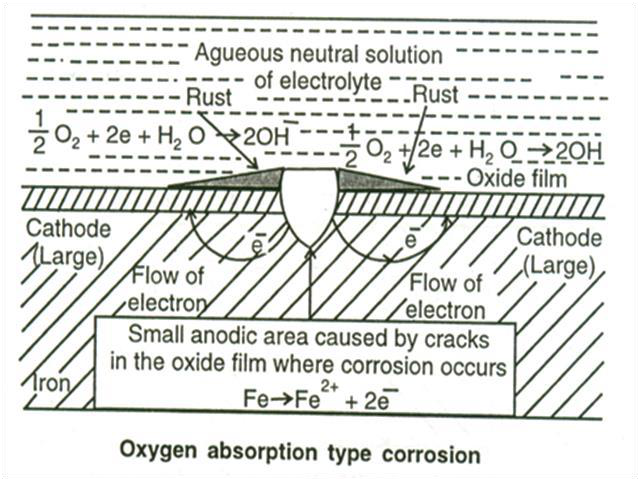 Agueous neutral solution
of electrolyte
Rust
Rust
1/2 O₂ + 2e + H₂ O → 2OH⁻
1/2 O₂ + 2e + H₂ O → 2OH
Oxide film
Cathode
(Large)
e⁻
e⁻
Cathode
(Large)
Flow of
electron
Flow of
electron
Small anodic area caused by cracks
in the oxide film where corrosion occurs
Fe→Fe²⁺ + 2e⁻
Iron
Oxygen absorption type corrosion